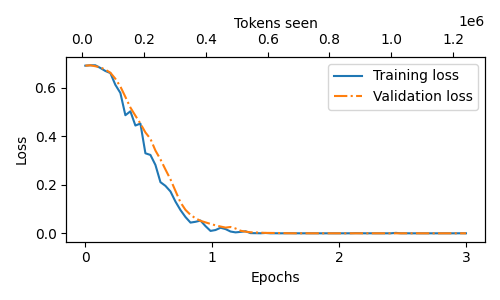 Tokens seen
1e6
0.0 0.2 0.4 0.6 0.8 1.0 1.2
Training loss
Validation loss
0.6
0.4
0.2
0.0
Loss
0 1 2 3
Epochs